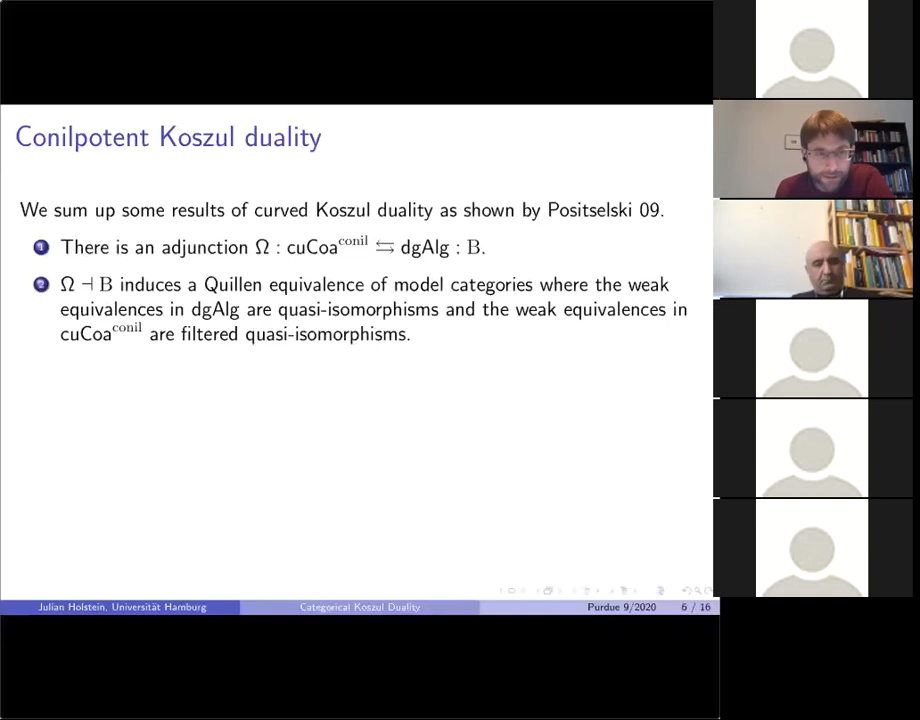 Conilpotent Koszul duality
We sum up some results of curved Koszul duality as shown by Positselski 09.
1 There is an adjunction Ω : cuCoa^conil ⇆ dgAlg : B.
2 Ω ⊣ B induces a Quillen equivalence of model categories where the weak
equivalences in dgAlg are quasi-isomorphisms and the weak equivalences in
cuCoa^conil are filtered quasi-isomorphisms.
Julian Holstein, Universität Hamburg Categorical Koszul Duality Purdue 9/2020 6 / 16